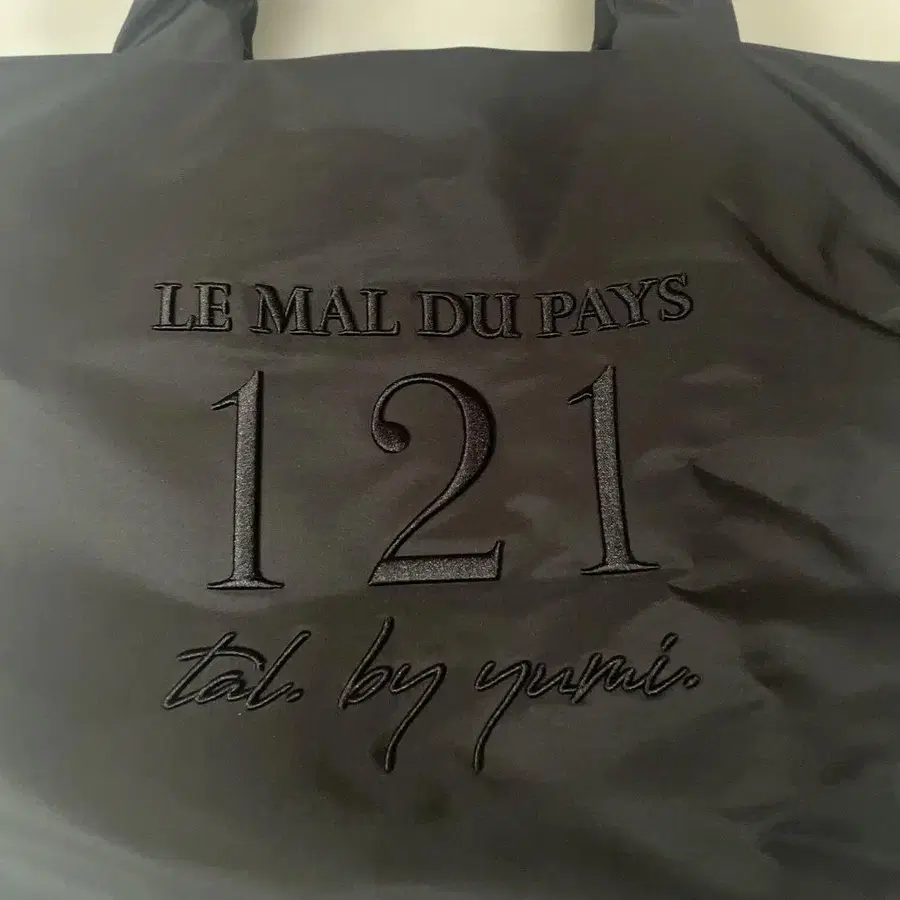 LE MAL DU PAYS
121
tal. by yumi.